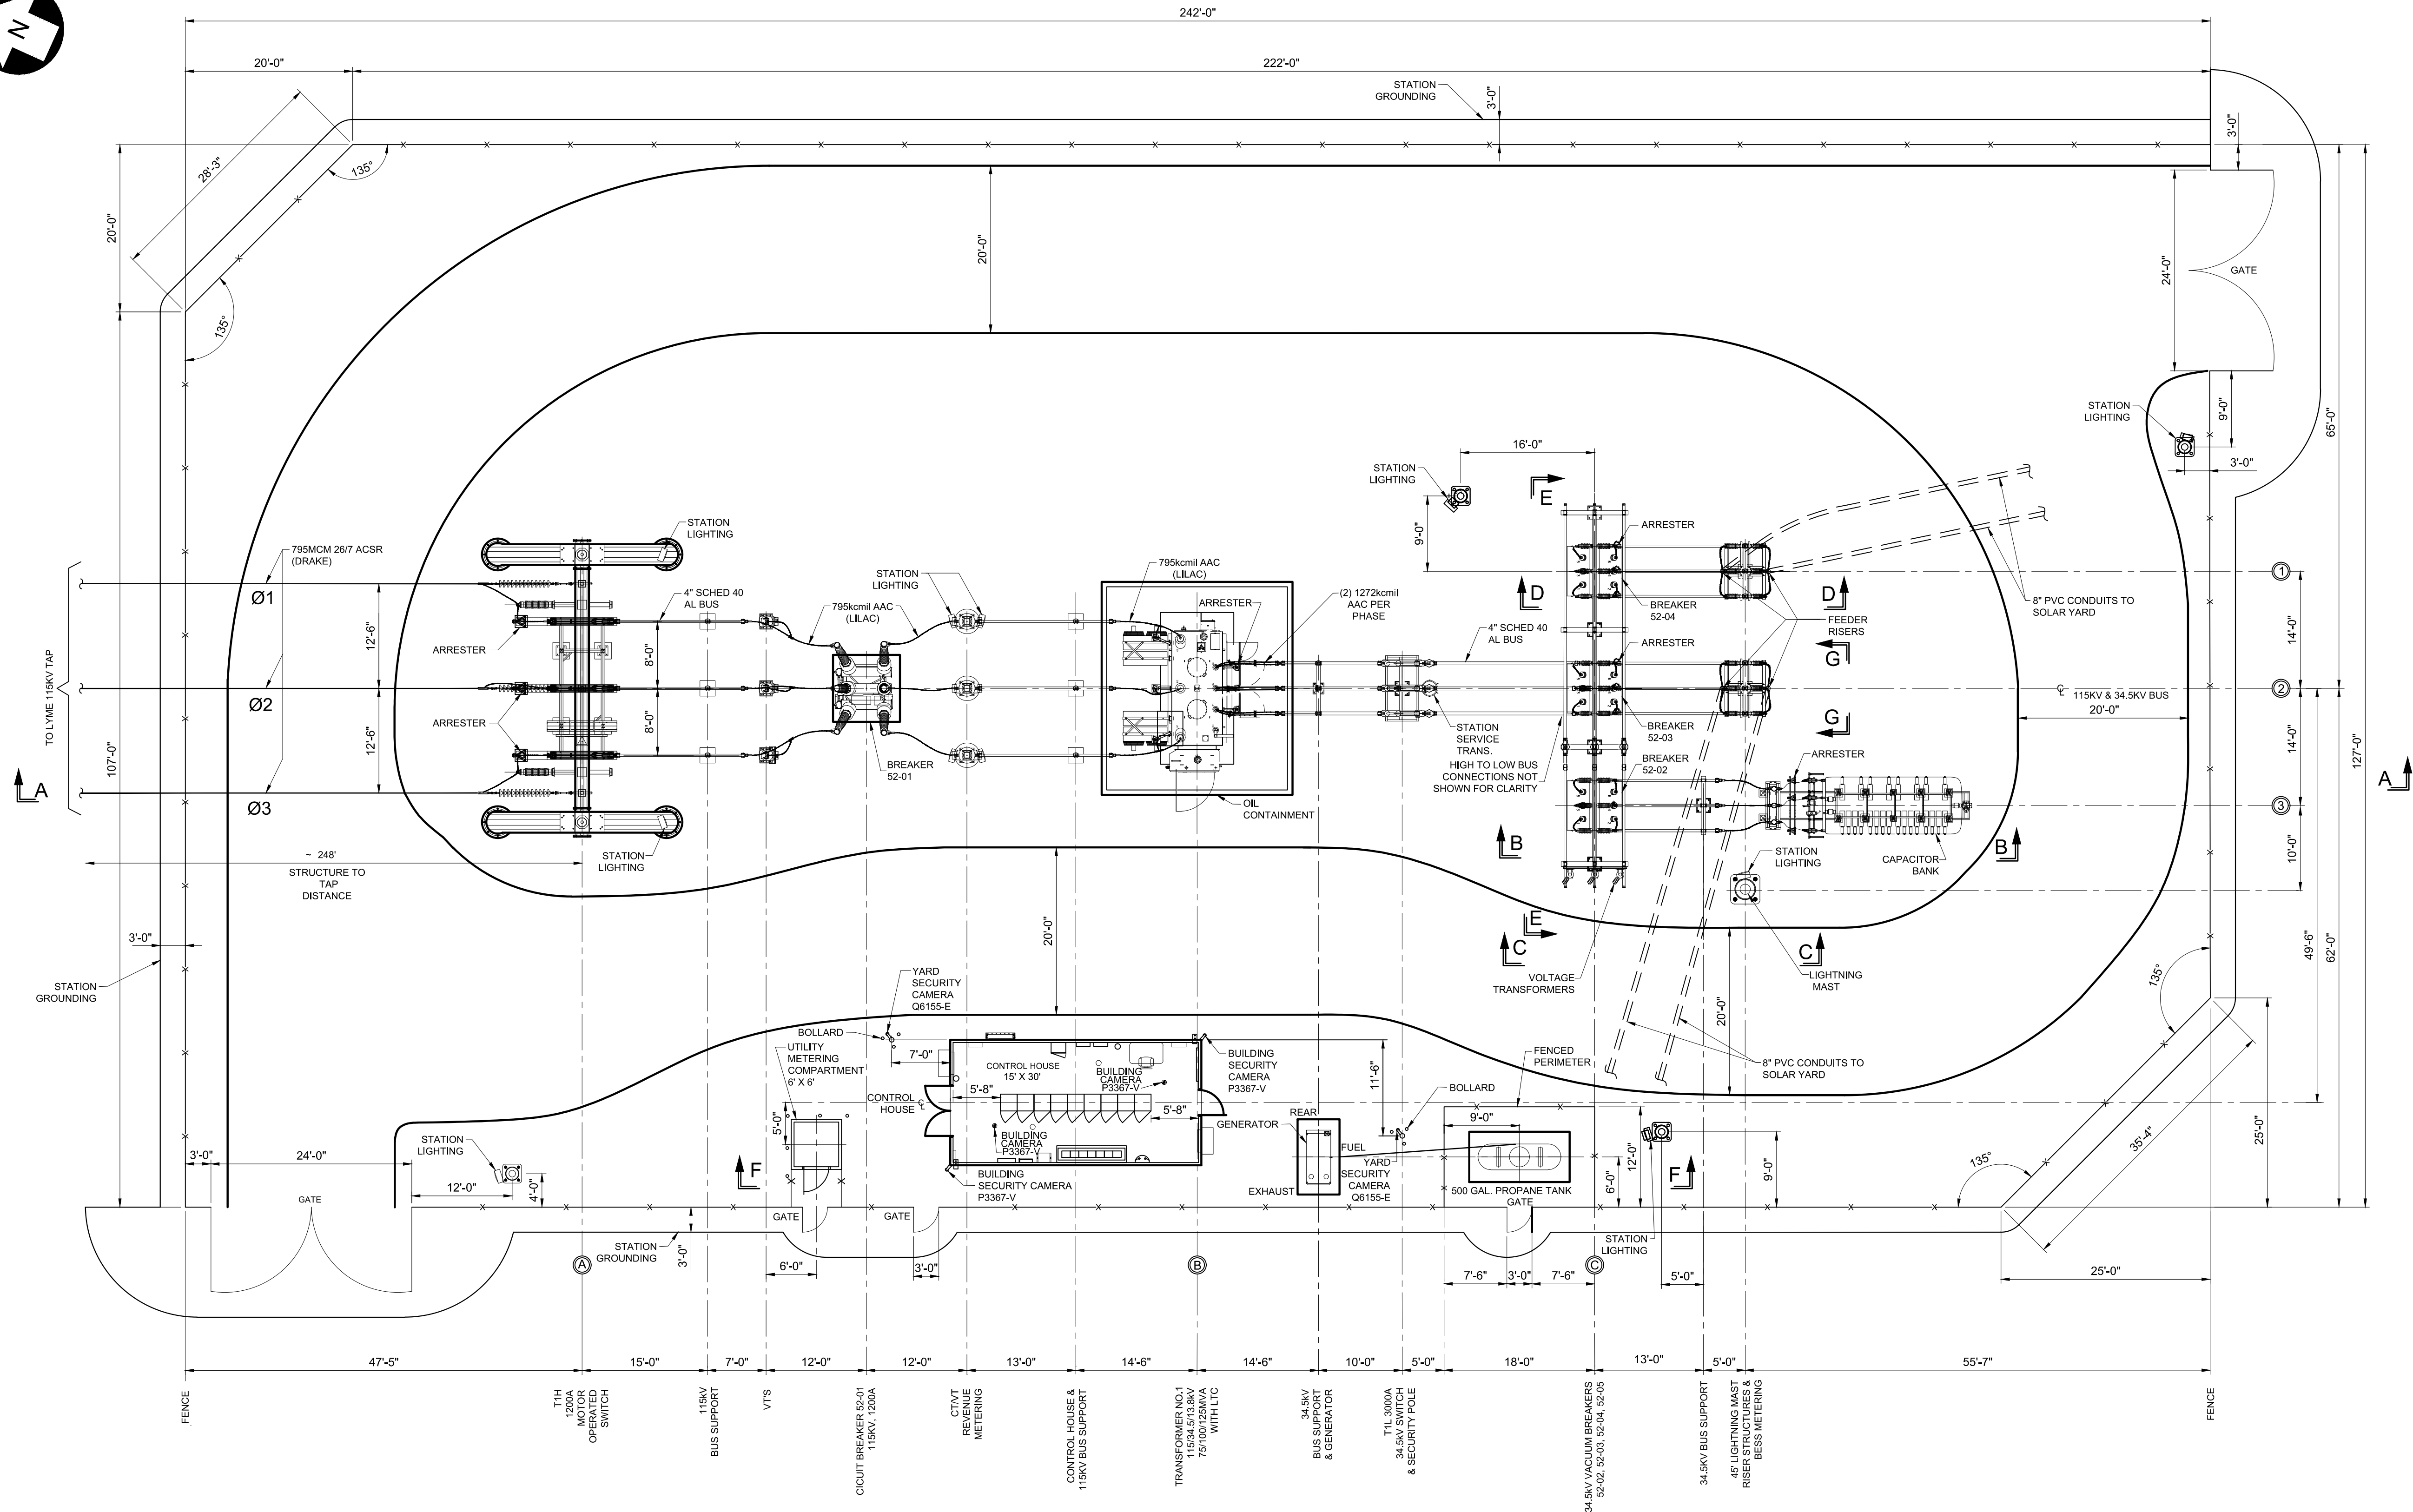 N
242'-0"
20'-0"
222'-0"
STATION
GROUNDING
3'-0"
3'-0"
28'-3"
135°
20'-0"
135°
20'-0"
24'-0"
GATE
STATION
LIGHTING
9'-0"
3'-0"
65'-0"
16'-0"
STATION
LIGHTING
9'-0"
E
ARRESTER
795MCM 26/7 ACSR
(DRAKE)
STATION
LIGHTING
Ø1
12'-6"
ARRESTER
4" SCHED 40
AL BUS
8'-0"
795kcmil AAC
(LILAC)
STATION
LIGHTING
795kcmil AAC
(LILAC)
ARRESTER
(2) 1272kcmil
AAC PER
PHASE
4" SCHED 40
AL BUS
D
BREAKER
52-04
D
FEEDER
RISERS
8" PVC CONDUITS TO
SOLAR YARD
1
14'-0"
ARRESTER
G
TO LYME 115KV TAP
Ø2
ARRESTER
12'-6"
8'-0"
BREAKER
52-01
STATION
SERVICE
TRANS.
HIGH TO LOW BUS
CONNECTIONS NOT
SHOWN FOR CLARITY
BREAKER
52-03
BREAKER
52-02
G
ARRESTER
℄ 115KV & 34,5KV BUS
20'-0"
2
14'-0"
127'-0"
107'-0"
A
A
Ø3
OIL
CONTAINMENT
3
~ 248'
STRUCTURE TO
TAP
DISTANCE
STATION
LIGHTING
B
STATION
LIGHTING
CAPACITOR
BANK
B
10'-0"
3'-0"
STATION
GROUNDING
20'-0"
E
C
VOLTAGE
TRANSFORMERS
C
LIGHTNING
MAST
49'-6"
62'-0"
135°
20'-0"
YARD
SECURITY
CAMERA
Q6155-E
BOLLARD
7'-0"
UTILITY
METERING
COMPARTMENT
6' X 6'
CONTROL HOUSE
15' X 30'
BUILDING
CAMERA
P3367-V
BUILDING
SECURITY
CAMERA
P3367-V
11'-6"
FENCED
PERIMETER
8" PVC CONDUITS TO
SOLAR YARD
BOLLARD
5'-8"
CONTROL ℄
HOUSE
5'-8"
5'-0"
BUILDING
CAMERA
P3367-V
GENERATOR
REAR
FUEL
EXHAUST
YARD
SECURITY
CAMERA
Q6155-E
9'-0"
500 GAL. PROPANE TANK
GATE
6'-0"
12'-0"
F
9'-0"
135°
35'-4"
25'-0"
STATION
LIGHTING
3'-0"
24'-0"
12'-0"
4'-0"
F
BUILDING
SECURITY CAMERA
P3367-V
GATE
GATE
GATE
STATION
GROUNDING
3'-0"
6'-0"
3'-0"
STATION
LIGHTING
A
B
C
7'-6"
3'-0"
7'-6"
5'-0"
25'-0"
47'-5"
15'-0"
7'-0"
12'-0"
12'-0"
13'-0"
14'-6"
14'-6"
10'-0"
5'-0"
18'-0"
13'-0"
5'-0"
55'-7"
FENCE
T1H
1200A
MOTOR
OPERATED
SWITCH
115kV
BUS SUPPORT
VT'S
CICUIT BREAKER 52-01
115KV, 1200A
CT/VT
REVENUE
METERING
CONTROL HOUSE &
115KV BUS SUPPORT
TRANSFORMER NO.1
115/34.5/13.8kV
75/100/125MVA
WITH LTC
34.5kV
BUS SUPPORT
& GENERATOR
T1L 3000A
34.5kV SWITCH
& SECURITY POLE
34.5kV VACUUM BREAKERS
52-02, 52-03, 52-04, 52-05
34.5KV BUS SUPPORT
45' LIGHTNING MAST
RISER STRUCTURES &
BESS METERING
FENCE